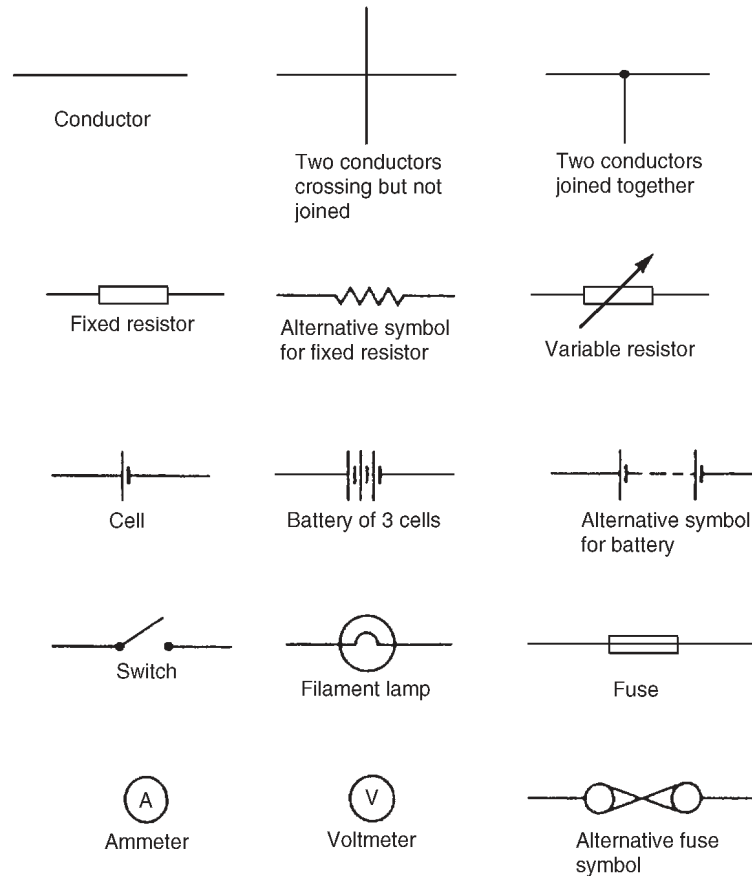 Conductor
Two conductors
crossing but not
joined
Two conductors
joined together
Fixed resistor
Alternative symbol
for fixed resistor
Variable resistor
Cell
Battery of 3 cells
Alternative symbol
for battery
Switch
Filament lamp
Fuse
A
Ammeter
V
Voltmeter
Alternative fuse
symbol